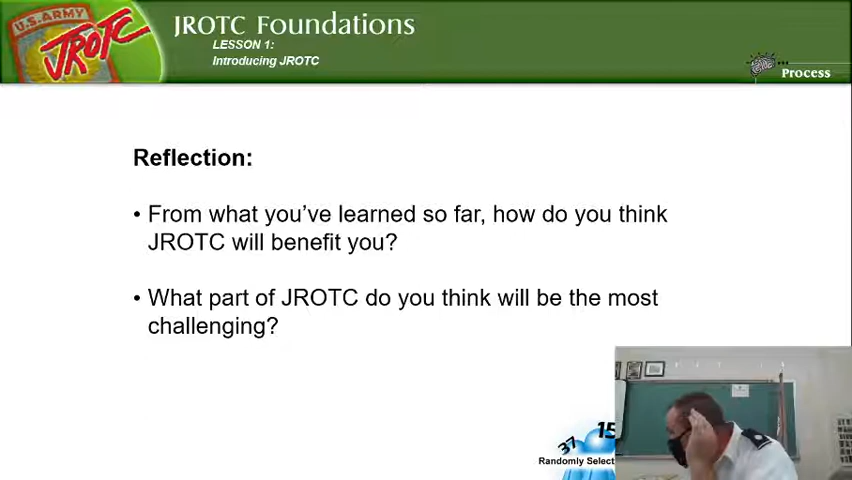 U.S. ARMY
JROTC
JROTC Foundations
LESSON 1:
Introducing JROTC
Process
Reflection:
• From what you've learned so far, how do you think
JROTC will benefit you?
• What part of JROTC do you think will be the most
challenging?
37 15
Randomly Select